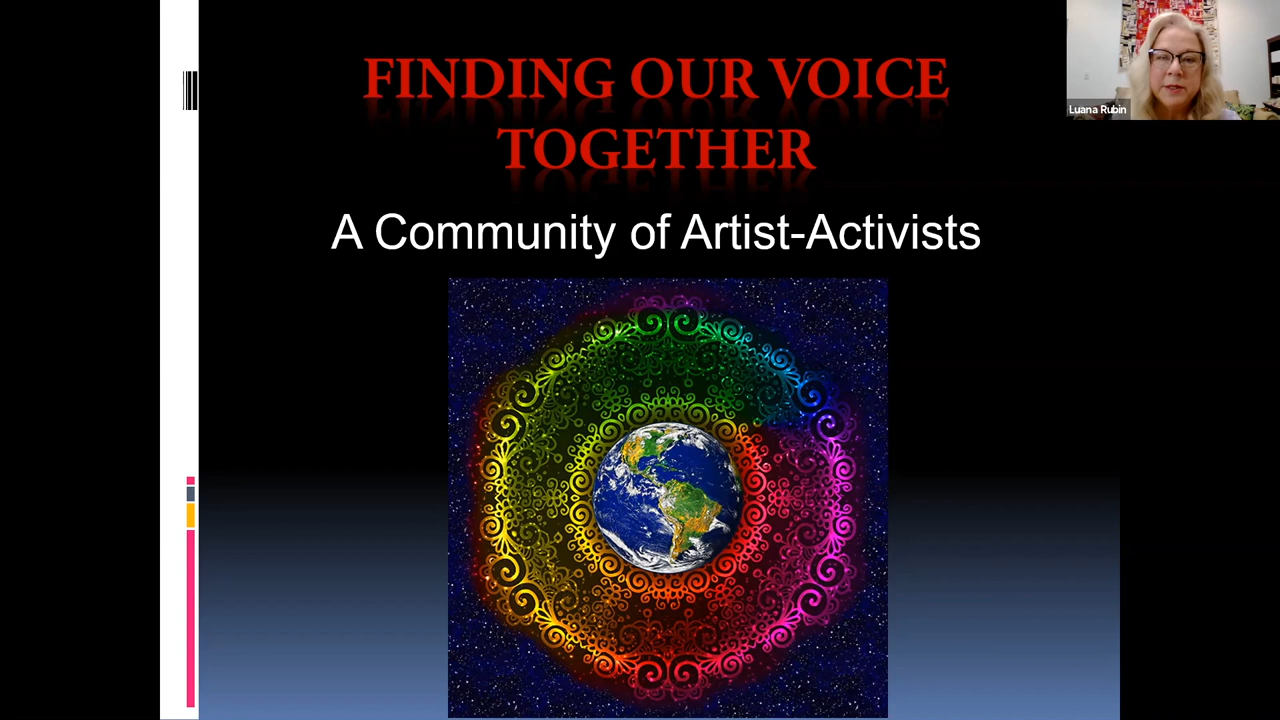 FINDING OUR VOICE
TOGETHER
A Community of Artist-Activists
Luana Rubin